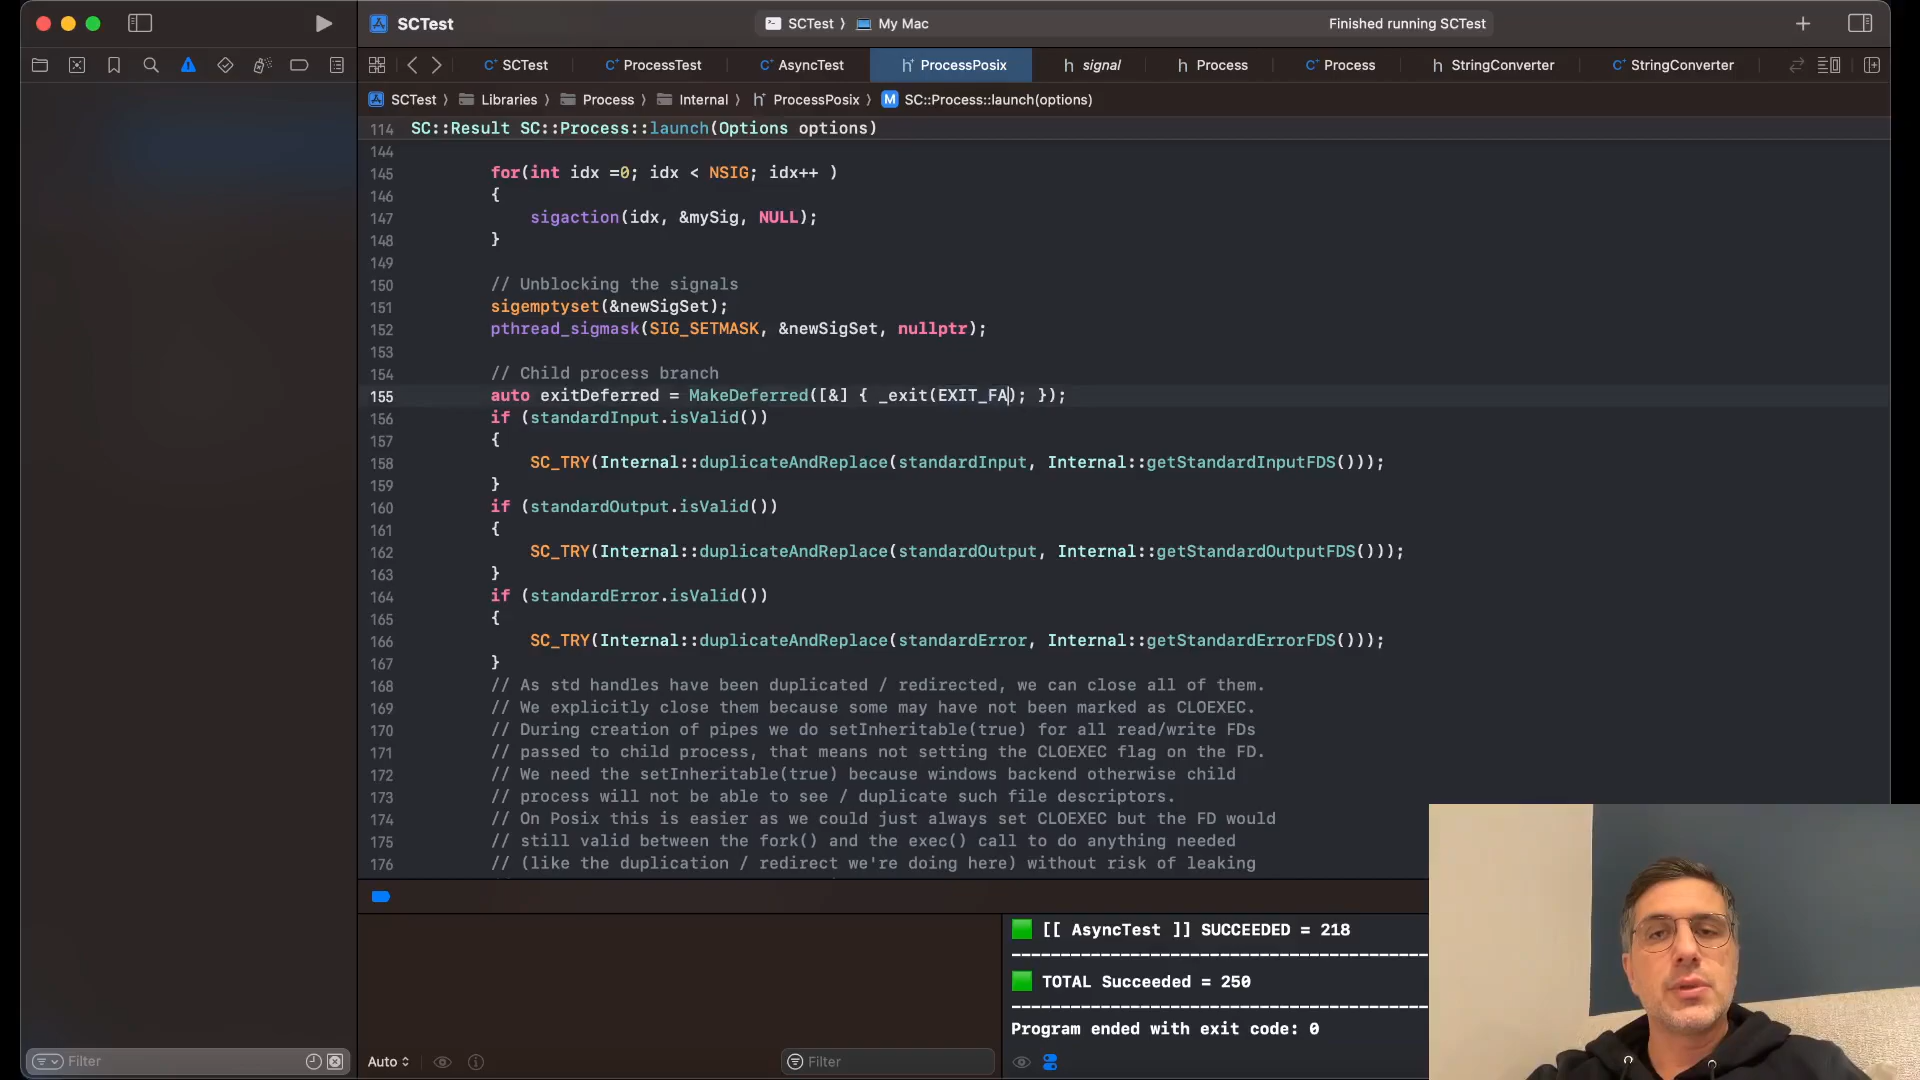 SCTest
SCTest
My Mac
Finished running SCTest
SCTest
ProcessTest
AsyncTest
ProcessPosix
signal
Process
Process
StringConverter
StringConverter
SCTest
Libraries
Process
Internal
ProcessPosix
SC::Process::launch(options)
114 SC::Result SC::Process::launch(Options options)
144
145 for(int idx =0; idx < NSIG; idx++ )
146 {
147 sigaction(idx, &mySig, NULL);
148 }
149
150 // Unblocking the signals
151 sigemptyset(&newSigSet);
152 pthread_sigmask(SIG_SETMASK, &newSigSet, nullptr);
153
154 // Child process branch
155 auto exitDeferred = MakeDeferred([&] { _exit(EXIT_FA); });
156 if (standardInput.isValid())
157 {
158 SC_TRY(Internal::duplicateAndReplace(standardInput, Internal::getStandardInputFDS()));
159 }
160 if (standardOutput.isValid())
161 {
162 SC_TRY(Internal::duplicateAndReplace(standardOutput, Internal::getStandardOutputFDS()));
163 }
164 if (standardError.isValid())
165 {
166 SC_TRY(Internal::duplicateAndReplace(standardError, Internal::getStandardErrorFDS()));
167 }
168 // As std handles have been duplicated / redirected, we can close all of them.
169 // We explicitly close them because some may have not been marked as CLOEXEC.
170 // During creation of pipes we do setInheritable(true) for all read/write FDs
171 // passed to child process, that means not setting the CLOEXEC flag on the FD.
172 // We need the setInheritable(true) because windows backend otherwise child
173 // process will not be able to see / duplicate such file descriptors.
174 // On Posix this is easier as we could just always set CLOEXEC but the FD would
175 // still valid between the fork() and the exec() call to do anything needed
176 // (like the duplication / redirect we're doing here) without risk of leaking
[[ AsyncTest ]] SUCCEEDED = 218
TOTAL Succeeded = 250
Program ended with exit code: 0
Filter
Auto
Filter